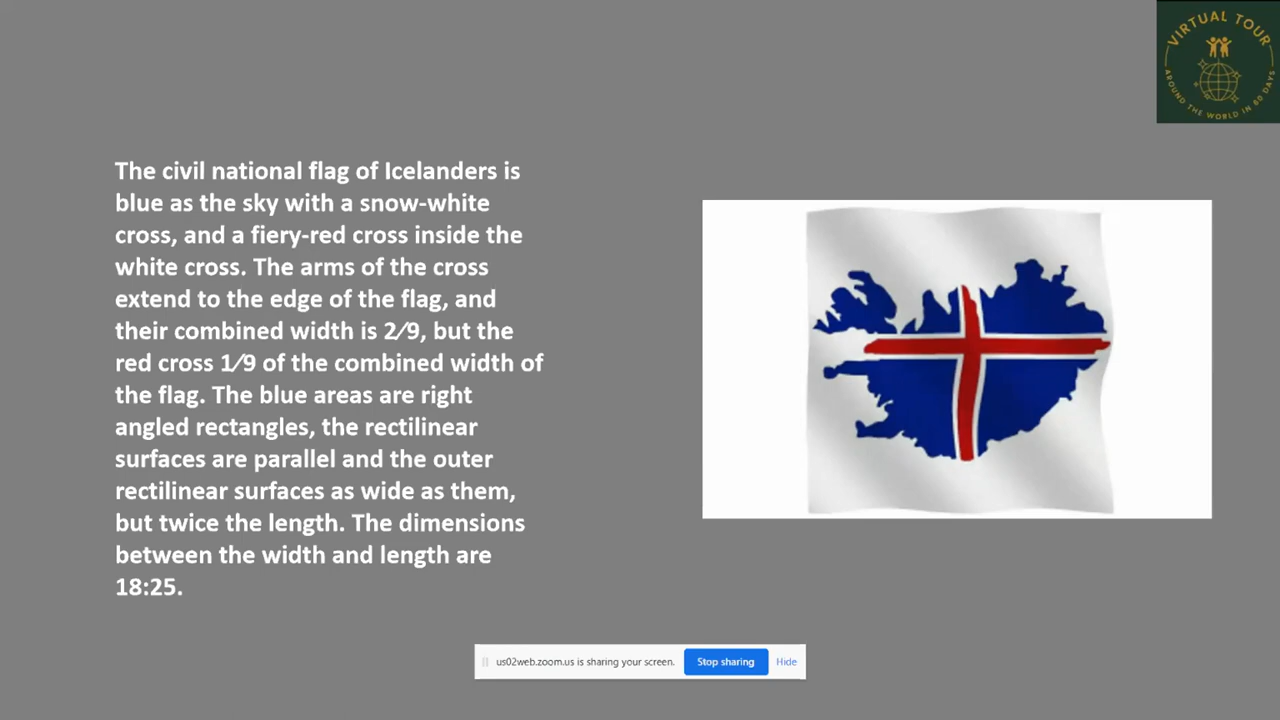 VIRTUAL TOUR
AROUND THE WORLD IN 80 DAYS
The civil national flag of Icelanders is
blue as the sky with a snow-white
cross, and a fiery-red cross inside the
white cross. The arms of the cross
extend to the edge of the flag, and
their combined width is 2⁄9, but the
red cross 1⁄9 of the combined width of
the flag. The blue areas are right
angled rectangles, the rectilinear
surfaces are parallel and the outer
rectilinear surfaces as wide as them,
but twice the length. The dimensions
between the width and length are
18:25.
us02web.zoom.us is sharing your screen.
Stop sharing
Hide